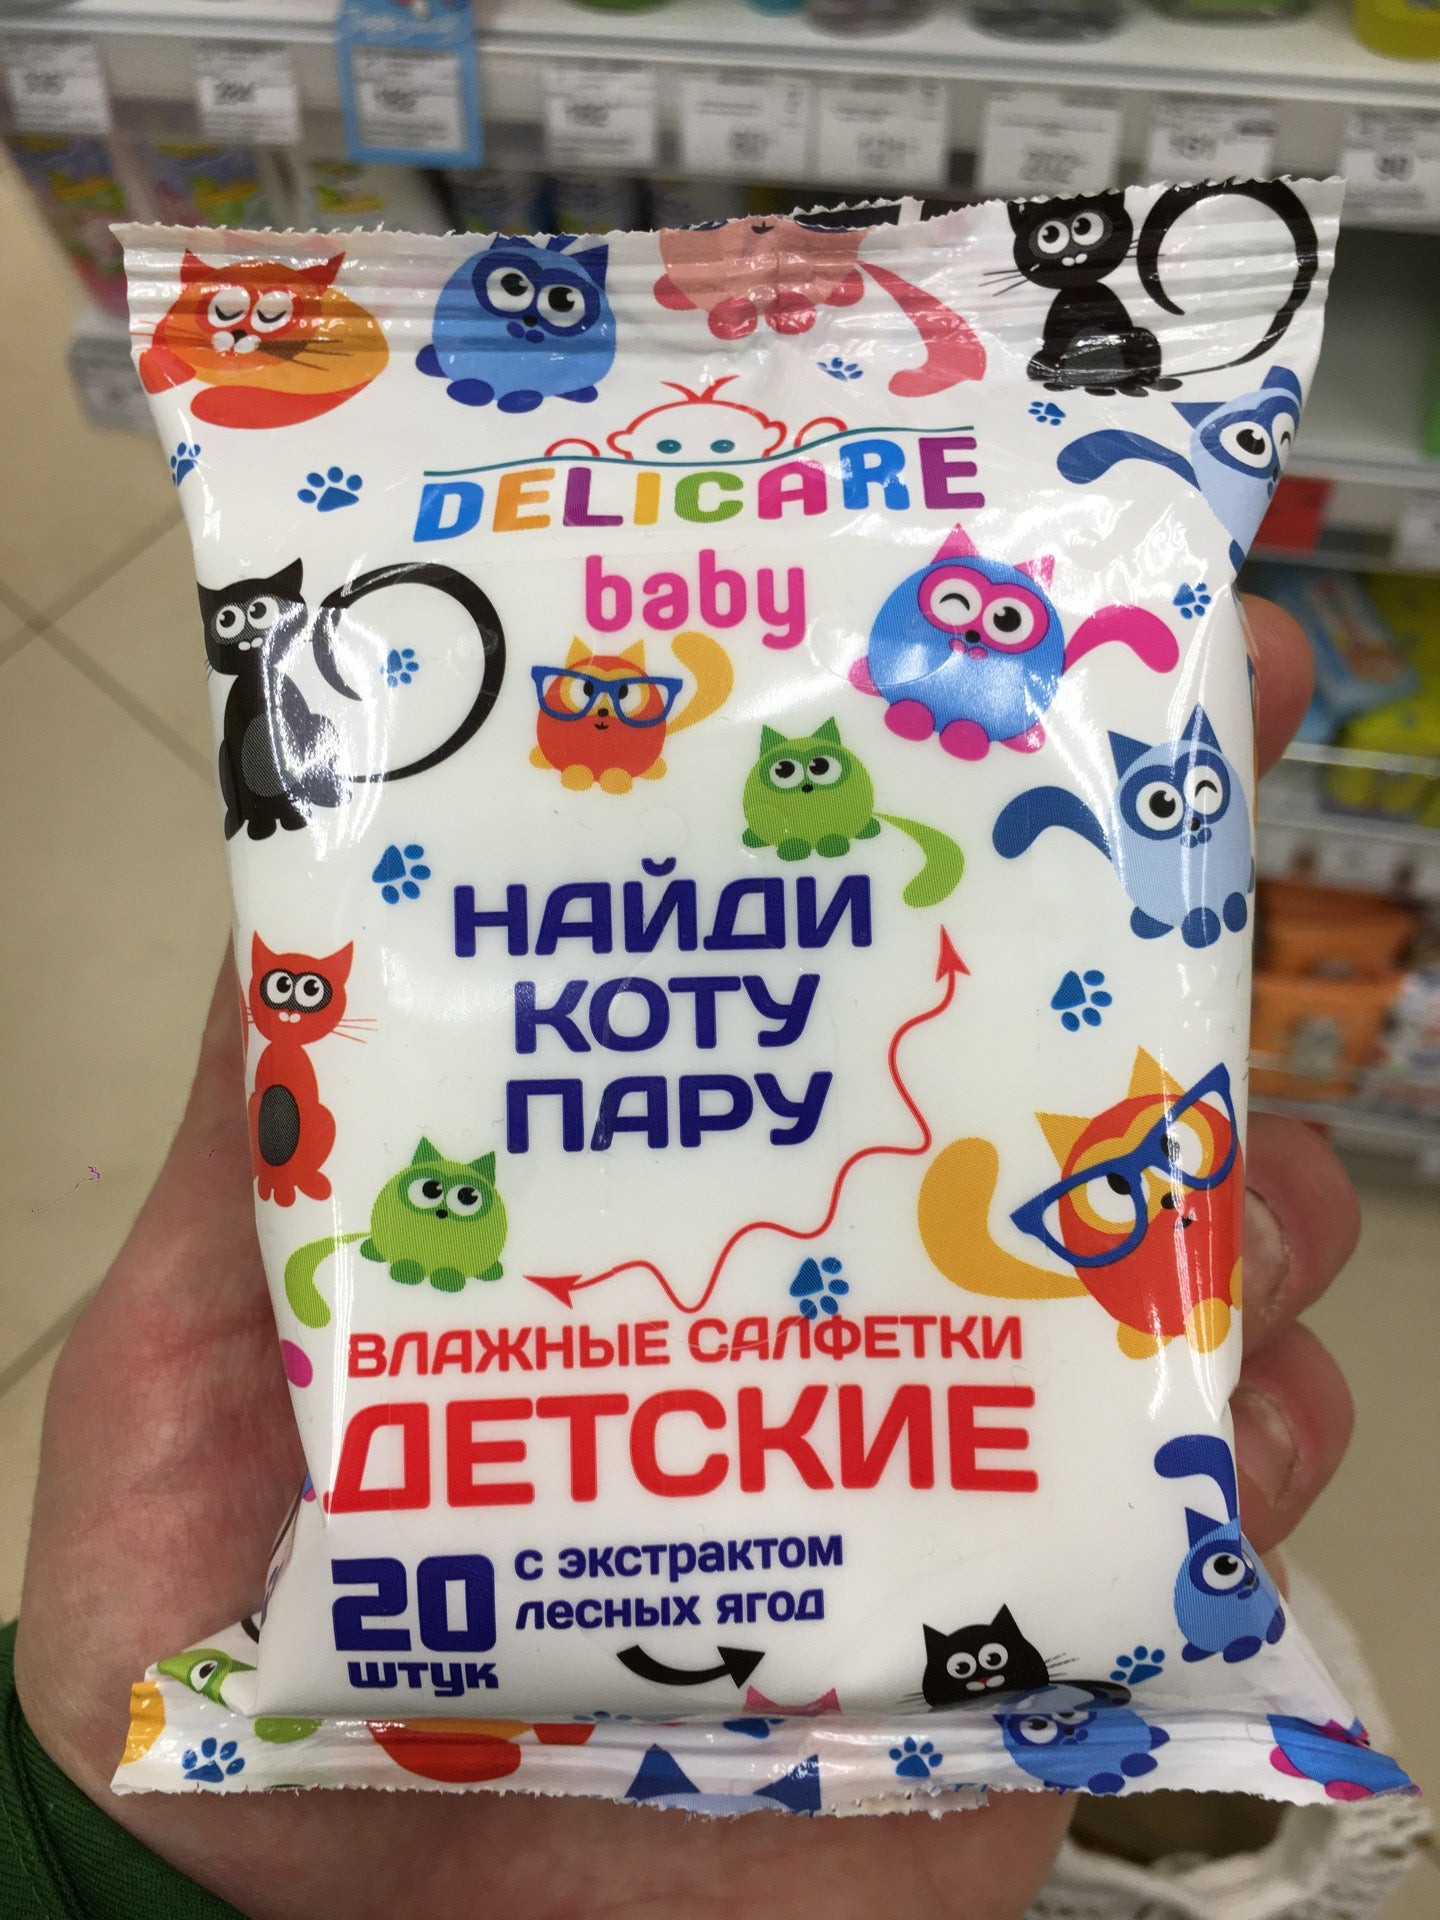 DELICARE
baby
НАЙДИ
КОТУ
ПАРУ
ВЛАЖНЫЕ САЛФЕТКИ
ДЕТСКИЕ
20
штук
с экстрактом
лесных ягод